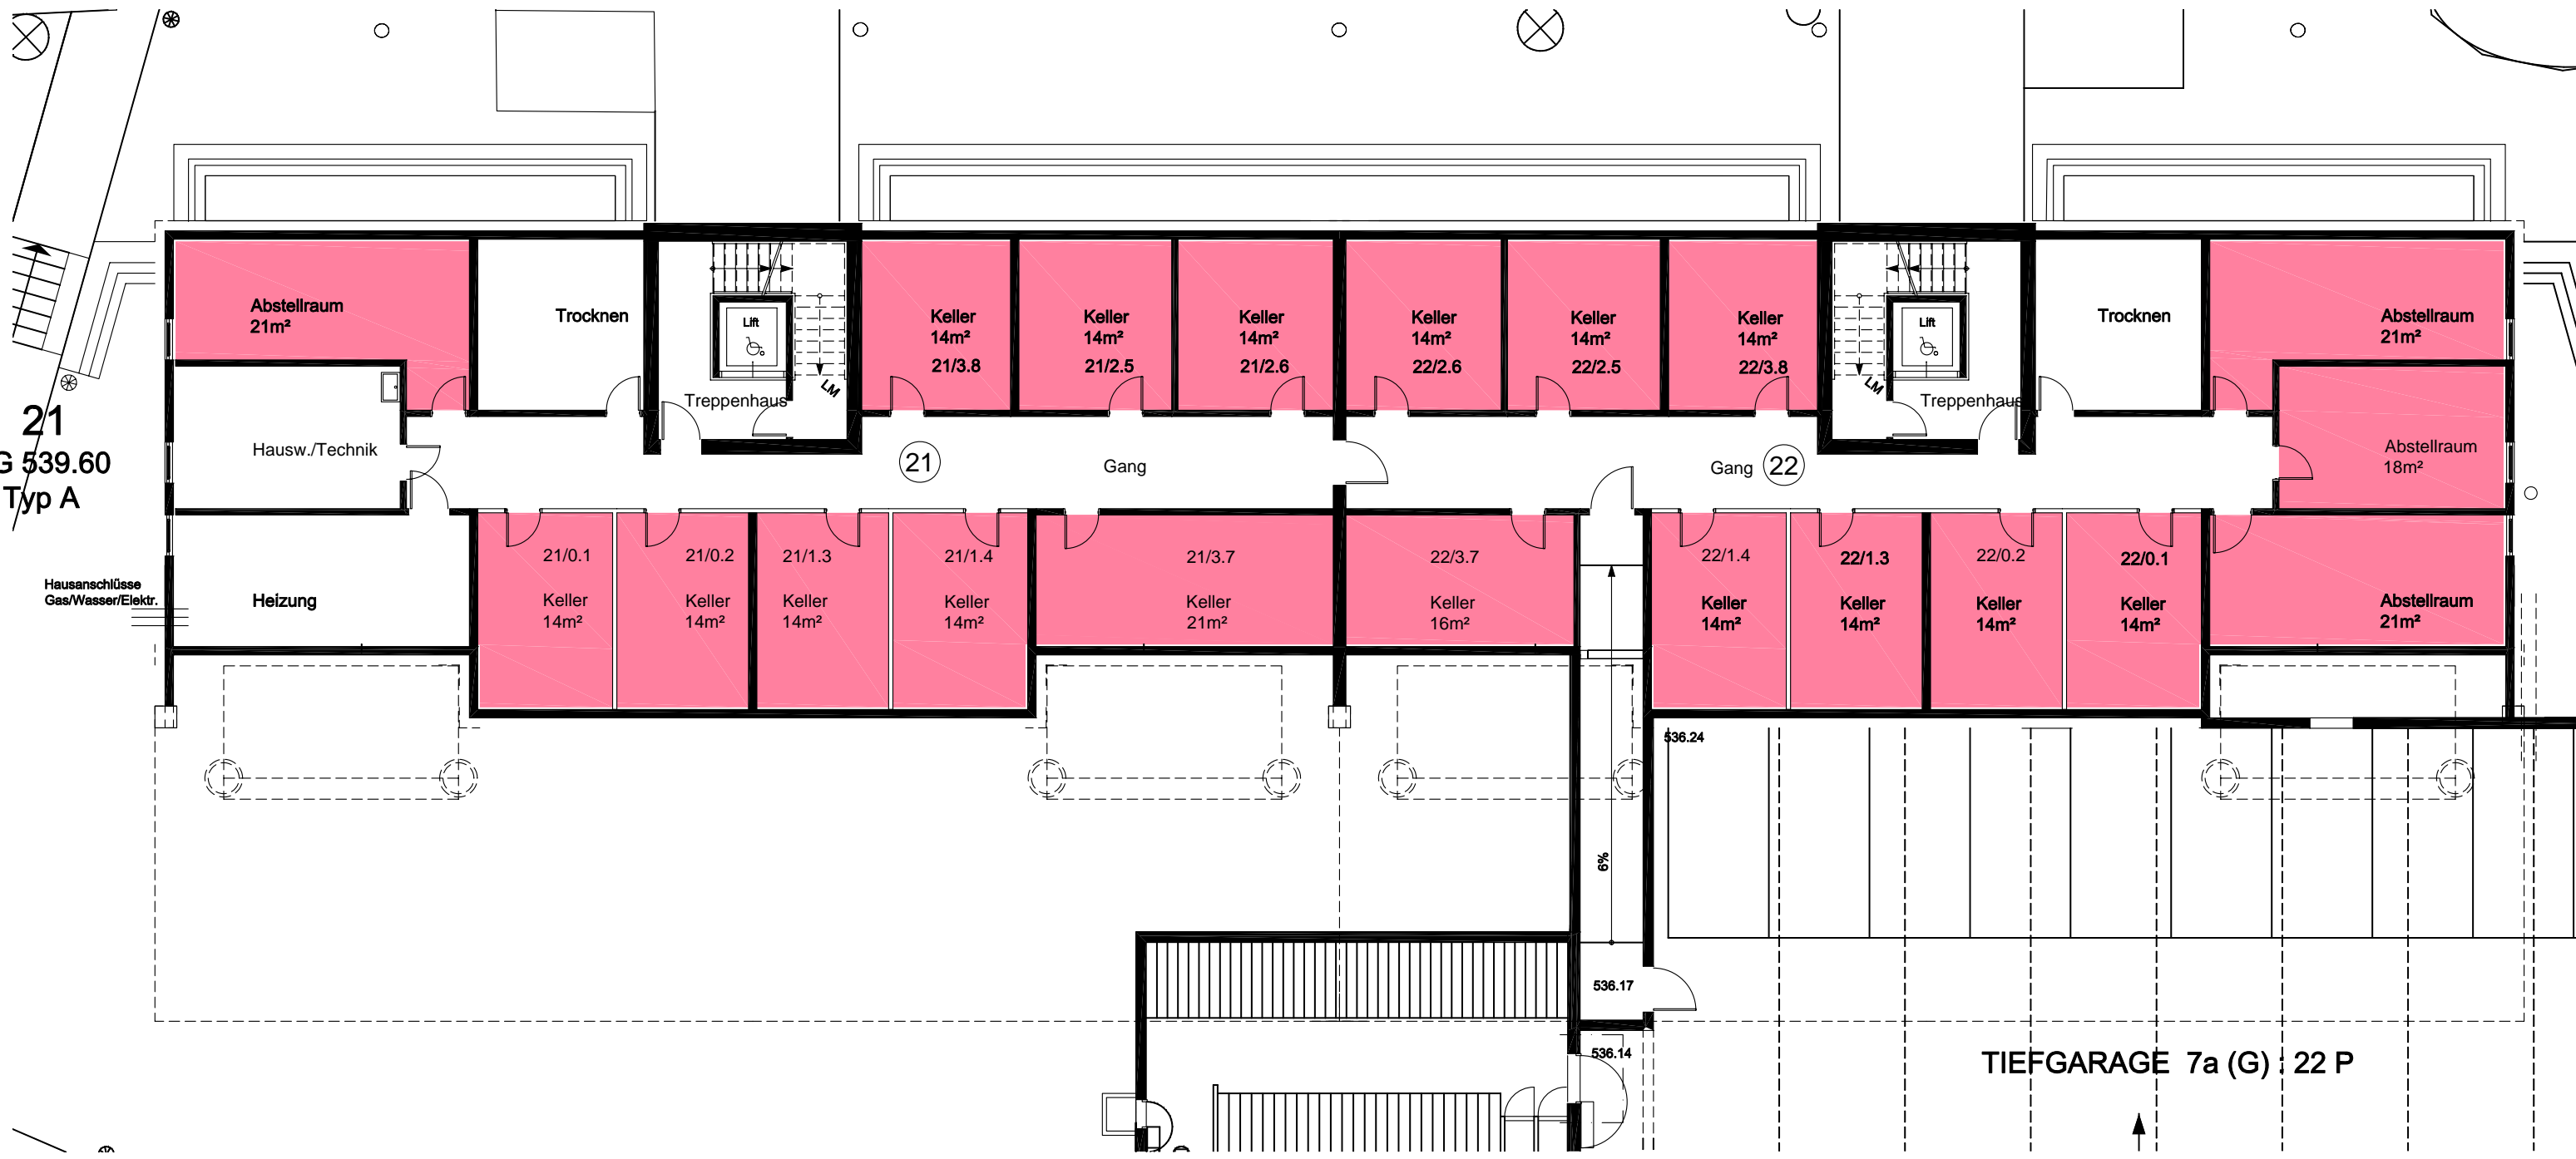 Abstellraum
21m²
Trocknen
Lift
LM
Treppenhaus
Keller
14m²
21/3.8
Keller
14m²
21/2.5
Keller
14m²
21/2.6
Keller
14m²
22/2.6
Keller
14m²
22/2.5
Keller
14m²
22/3.8
Lift
LM
Treppenhaus
Trocknen
Abstellraum
21m²
21
G 539.60
Typ A
Hausw./Technik
21
Gang
Gang
22
Abstellraum
18m²
Hausanschlüsse
Gas/Wasser/Elektr.
Heizung
21/0.1
Keller
14m²
21/0.2
Keller
14m²
21/1.3
Keller
14m²
21/1.4
Keller
14m²
21/3.7
Keller
21m²
22/3.7
Keller
16m²
22/1.4
Keller
14m²
22/1.3
Keller
14m²
22/0.2
Keller
14m²
22/0.1
Keller
14m²
Abstellraum
21m²
536.24
6%
536.17
536.14
TIEFGARAGE 7a (G) : 22 P